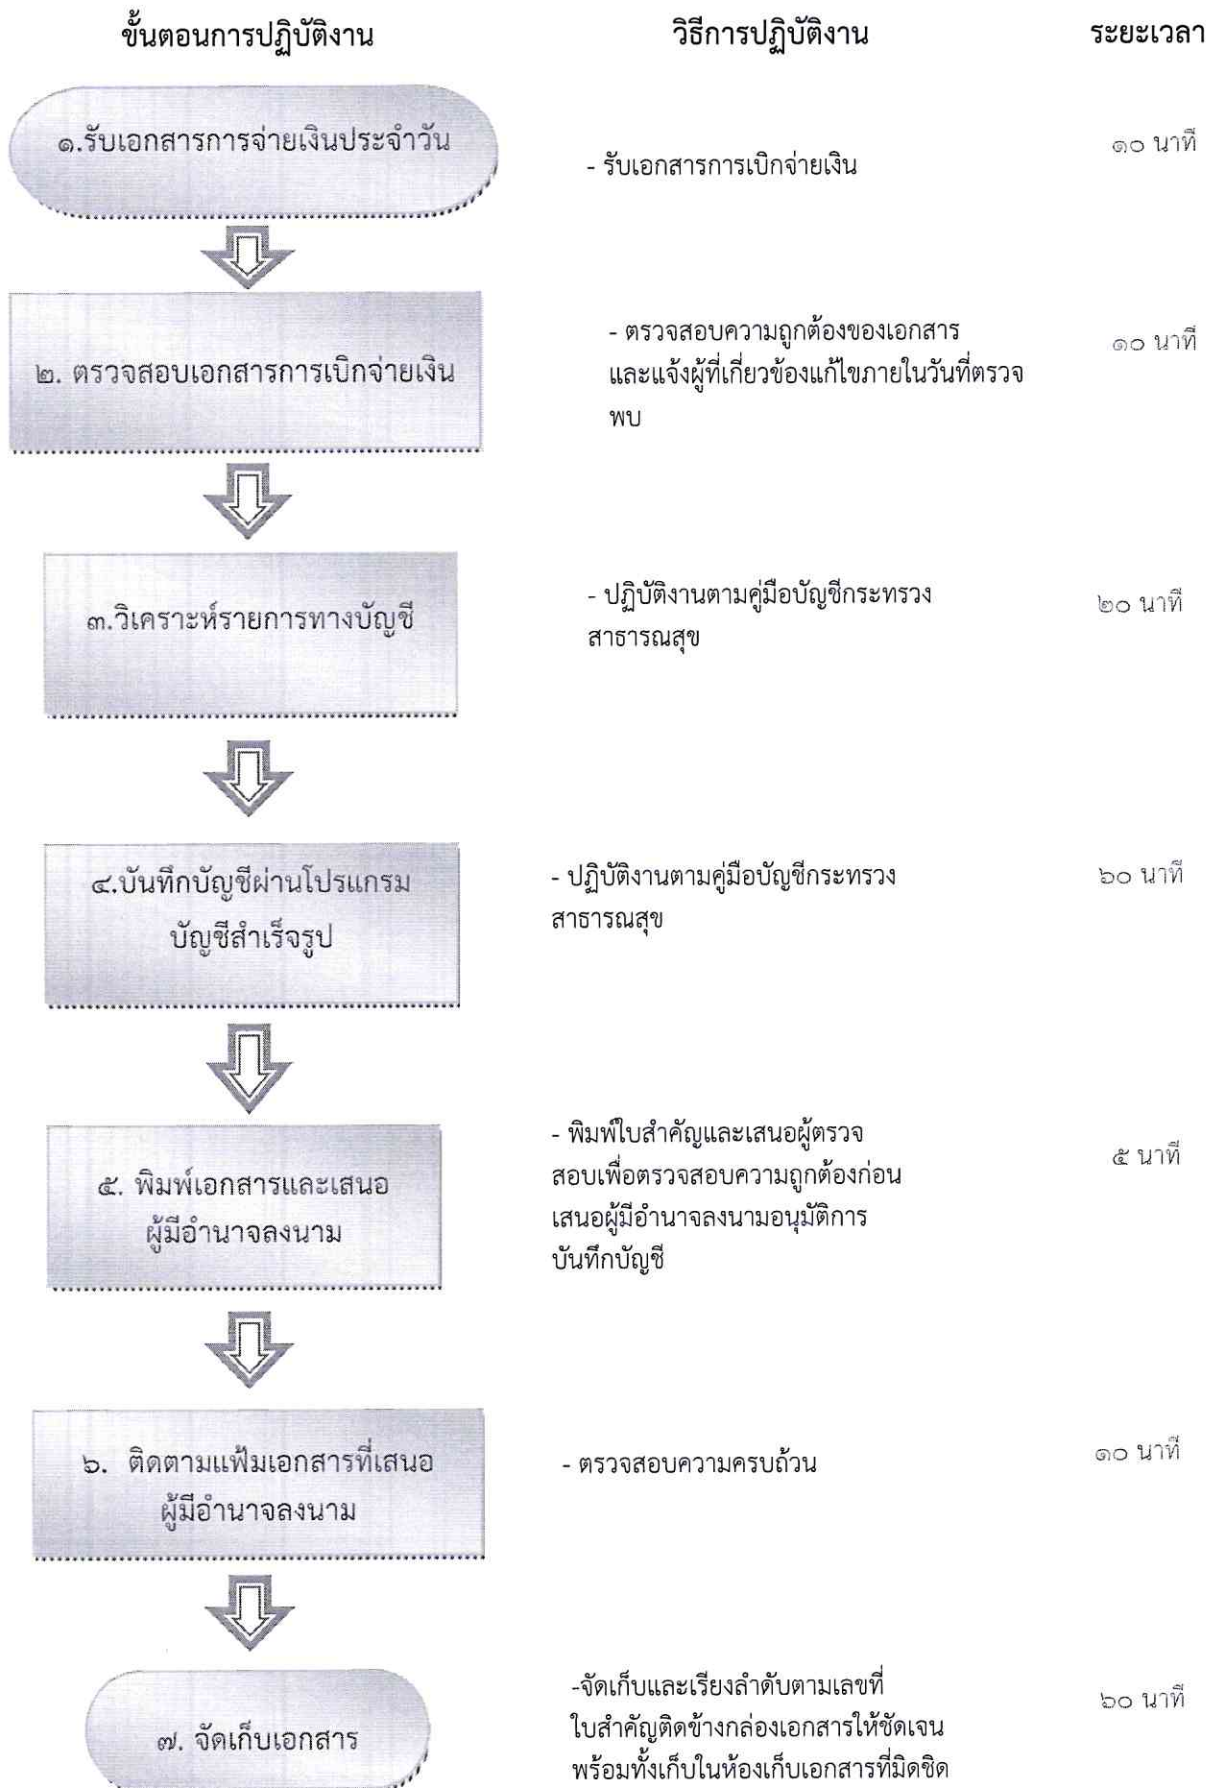 ขั้นตอนการปฏิบัติงาน วิธีการปฏิบัติงาน ระยะเวลา
๑.รับเอกสารการจ่ายเงินประจำวัน
- รับเอกสารการเบิกจ่ายเงิน
๑๐ นาที
๒. ตรวจสอบเอกสารการเบิกจ่ายเงิน
- ตรวจสอบความถูกต้องของเอกสาร
และแจ้งผู้ที่เกี่ยวข้องแก้ไขภายในวันที่ตรวจ
พบ
๑๐ นาที
๓.วิเคราะห์รายการทางบัญชี
- ปฏิบัติงานตามคู่มือบัญชีกระทรวง
สาธารณสุข
๒๐ นาที
๔.บันทึกบัญชีผ่านโปรแกรม
บัญชีสำเร็จรูป
- ปฏิบัติงานตามคู่มือบัญชีกระทรวง
สาธารณสุข
๖๐ นาที
๕. พิมพ์เอกสารและเสนอ
ผู้มีอำนาจลงนาม
- พิมพ์ใบสำคัญและเสนอผู้ตรวจ
สอบเพื่อตรวจสอบความถูกต้องก่อน
เสนอผู้มีอำนาจลงนามอนุมัติการ
บันทึกบัญชี
๕ นาที
๖. ติดตามแฟ้มเอกสารที่เสนอ
ผู้มีอำนาจลงนาม
- ตรวจสอบความครบถ้วน
๑๐ นาที
๗. จัดเก็บเอกสาร
-จัดเก็บและเรียงลำดับตามเลขที่
ใบสำคัญติดข้างกล่องเอกสารให้ชัดเจน
พร้อมทั้งเก็บในห้องเก็บเอกสารที่มิดชิด
๖๐ นาที